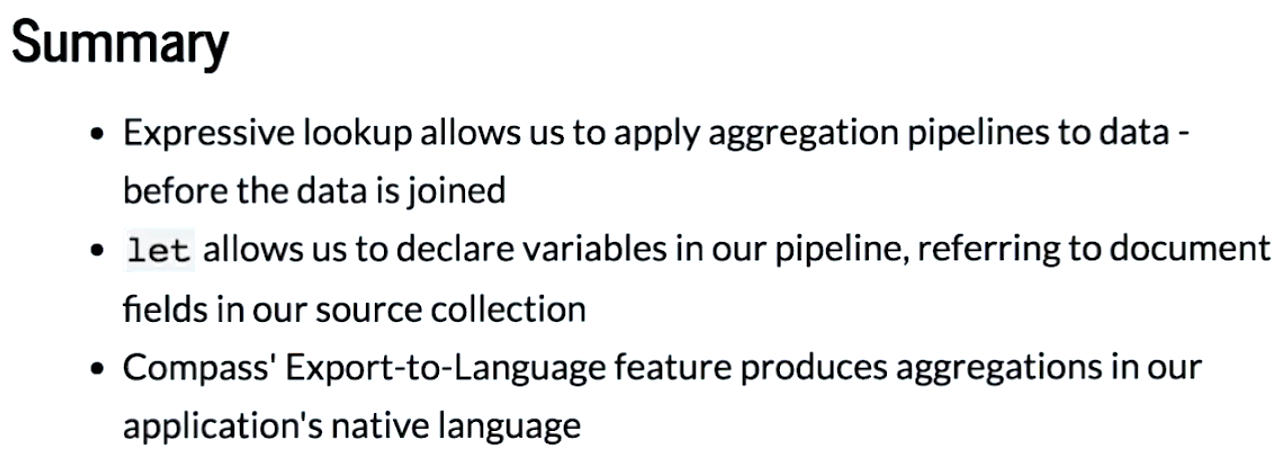 Summary
• Expressive lookup allows us to apply aggregation pipelines to data -
before the data is joined
• let allows us to declare variables in our pipeline, referring to document
fields in our source collection
• Compass' Export-to-Language feature produces aggregations in our
application's native language